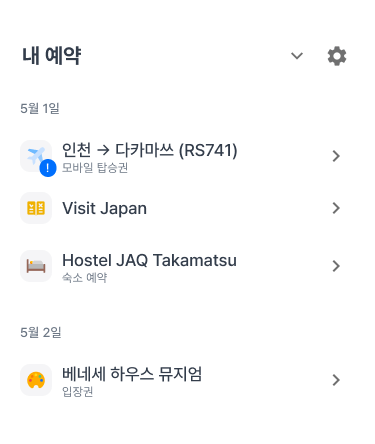 내 예약
5월 1일
인천 → 다카마쓰 (RS741)
모바일 탑승권
!
Visit Japan
Hostel JAQ Takamatsu
숙소 예약
5월 2일
베네세 하우스 뮤지엄
입장권